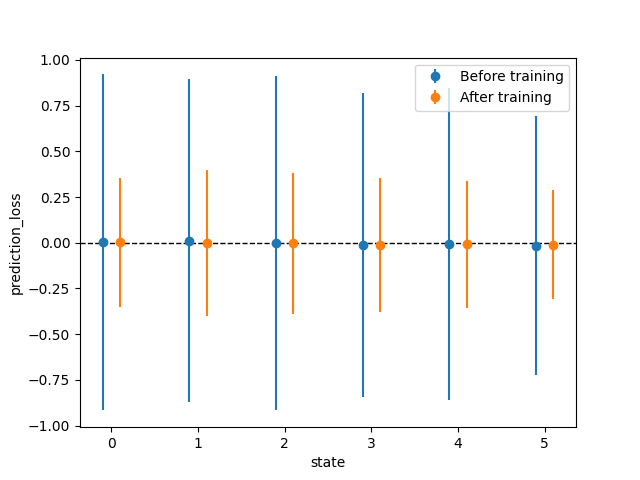 1.00
0.75
0.50
0.25
0.00
−0.25
−0.50
−0.75
−1.00
prediction_loss
Before training
After training
0 1 2 3 4 5
state